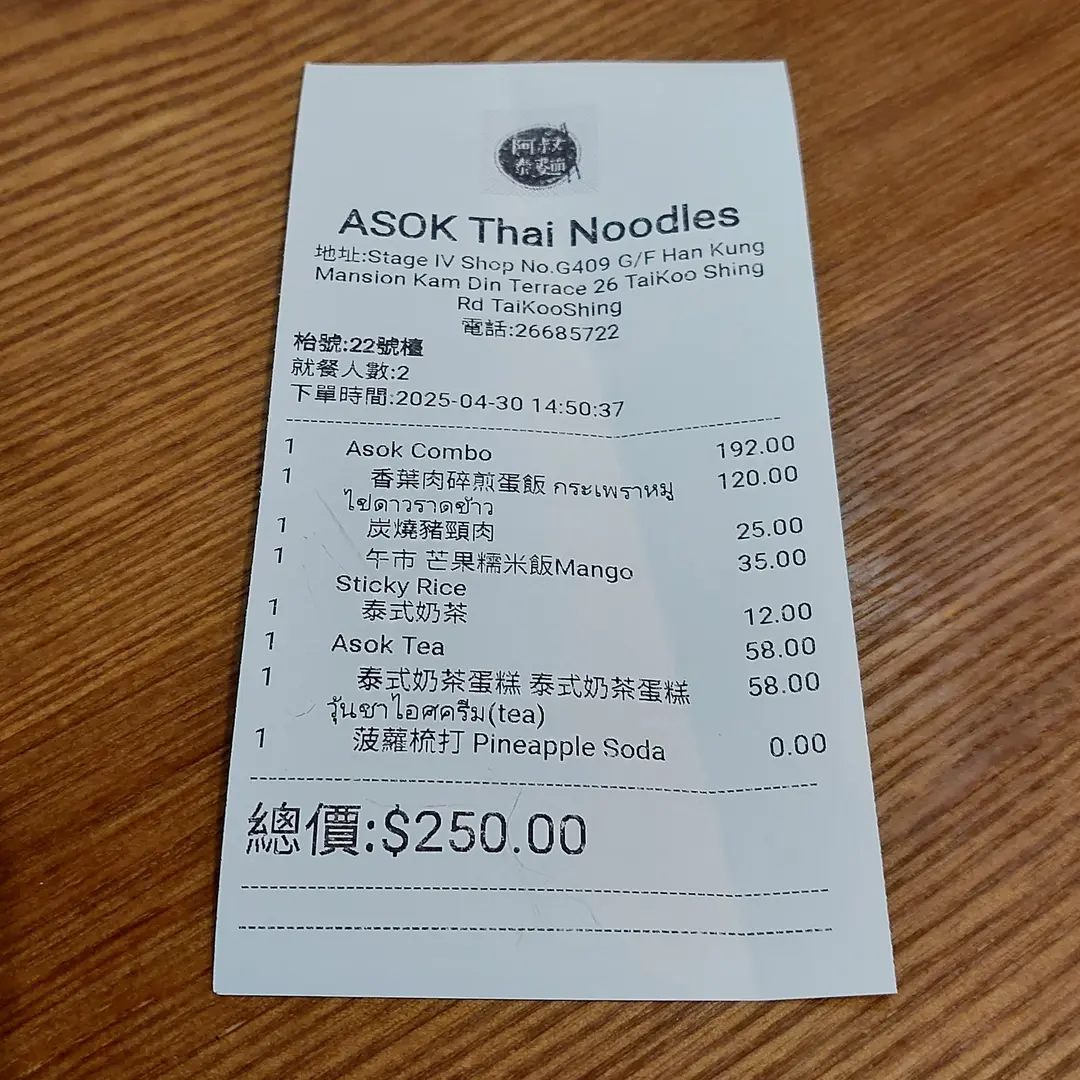 阿叔
泰麵
ASOK Thai Noodles
地址:Stage IV Shop No.G409 G/F Han Kung
Mansion Kam Din Terrace 26 TaiKoo Shing
Rd TaiKooShing
電話:26685722
枱號:22號檯
就餐人數:2
下單時間:2025-04-30 14:50:37
1 Asok Combo 192.00
1 香葉肉碎煎蛋飯 กระเพราหมู 120.00
ไข่ดาวราดข้าว
1 炭燒豬頸肉 25.00
1 午市 芒果糯米飯Mango 35.00
Sticky Rice
1 泰式奶茶 12.00
1 Asok Tea 58.00
1 泰式奶茶蛋糕 泰式奶茶蛋糕 58.00
วุ้นชาไอศครีม(tea)
1 菠蘿梳打 Pineapple Soda 0.00
總價:$250.00